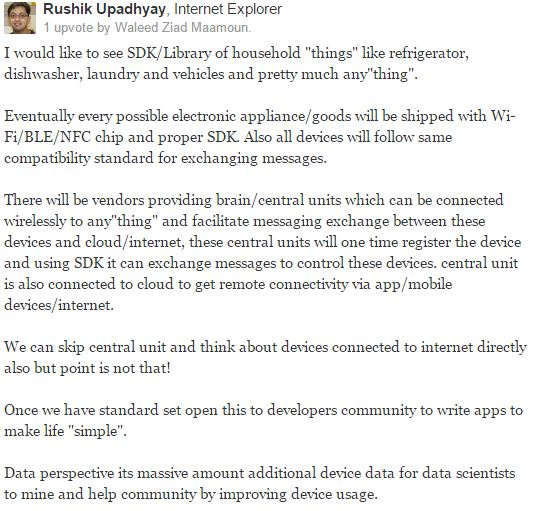 Rushik Upadhyay, Internet Explorer
1 upvote by Waleed Ziad Maamoun.
I would like to see SDK/Library of household "things" like refrigerator,
dishwasher, laundry and vehicles and pretty much any"thing".
Eventually every possible electronic appliance/goods will be shipped with Wi-
Fi/BLE/NFC chip and proper SDK. Also all devices will follow same
compatibility standard for exchanging messages.
There will be vendors providing brain/central units which can be connected
wirelessly to any"thing" and facilitate messaging exchange between these
devices and cloud/internet, these central units will one time register the device
and using SDK it can exchange messages to control these devices. central unit
is also connected to cloud to get remote connectivity via app/mobile
devices/internet.
We can skip central unit and think about devices connected to internet directly
also but point is not that!
Once we have standard set open this to developers community to write apps to
make life "simple".
Data perspective its massive amount additional device data for data scientists
to mine and help community by improving device usage.